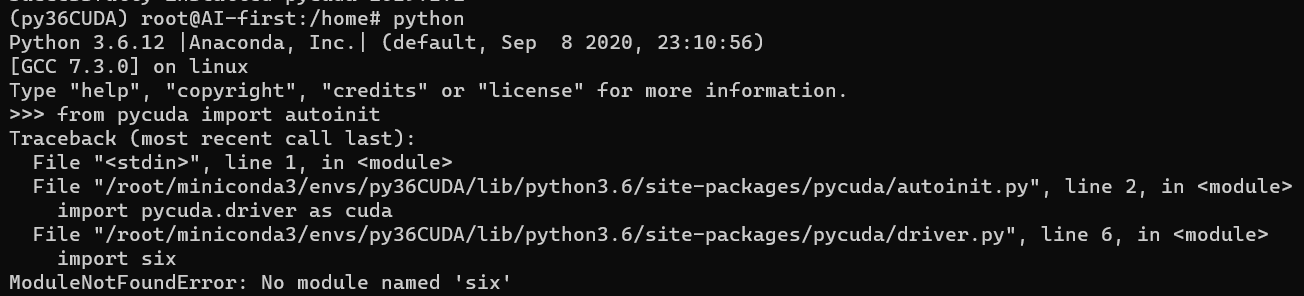 (py36CUDA) root@AI-first:/home# python
Python 3.6.12 |Anaconda, Inc.| (default, Sep  8 2020, 23:10:56)
[GCC 7.3.0] on linux
Type "help", "copyright", "credits" or "license" for more information.
>>> from pycuda import autoinit
Traceback (most recent call last):
  File "<stdin>", line 1, in <module>
  File "/root/miniconda3/envs/py36CUDA/lib/python3.6/site-packages/pycuda/autoinit.py", line 2, in <module>
    import pycuda.driver as cuda
  File "/root/miniconda3/envs/py36CUDA/lib/python3.6/site-packages/pycuda/driver.py", line 6, in <module>
    import six
ModuleNotFoundError: No module named 'six'